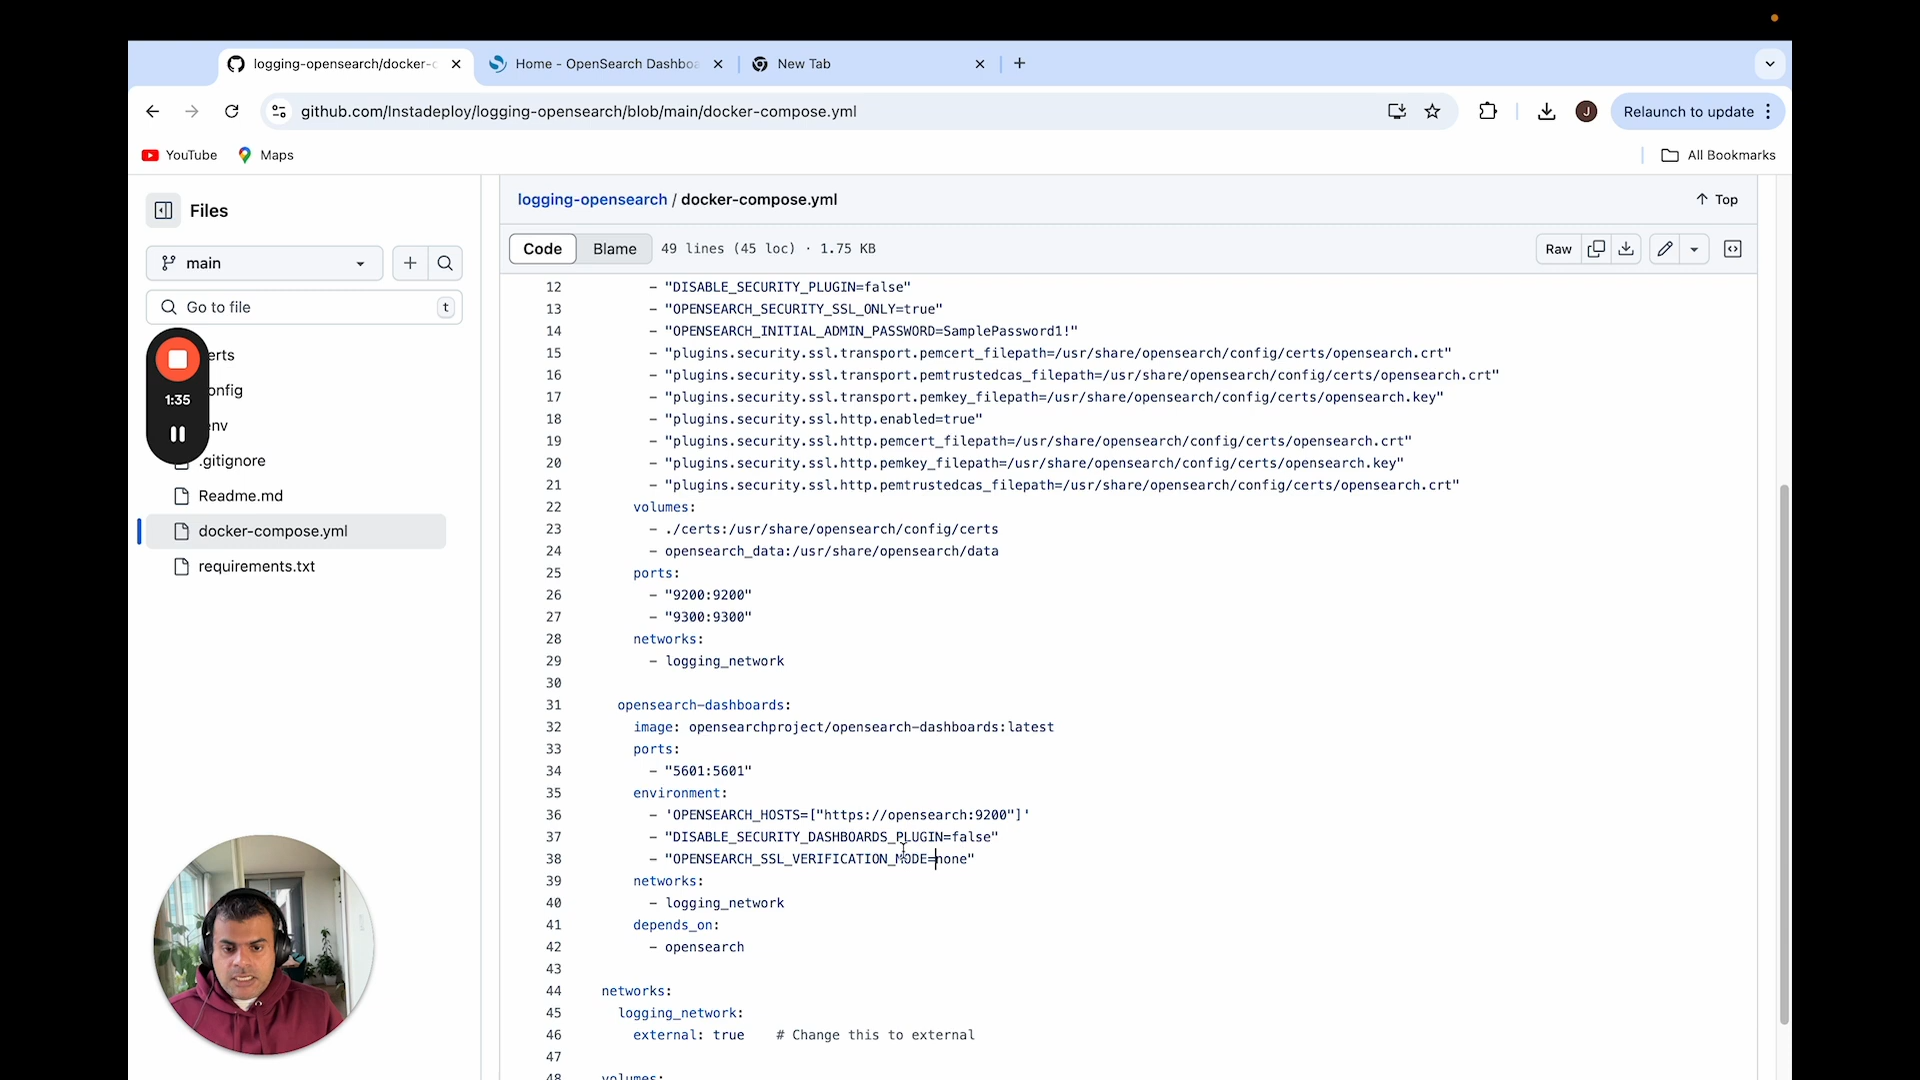 logging-opensearch/docker-c
Home - OpenSearch Dashboa
New Tab
github.com/Instadeploy/logging-opensearch/blob/main/docker-compose.yml
J
Relaunch to update
YouTube
Maps
All Bookmarks
Files
main
Go to file
t
erts
onfig
env
.gitignore
Readme.md
docker-compose.yml
requirements.txt
1:35
logging-opensearch / docker-compose.yml
Top
Code
Blame
49 lines (45 loc) · 1.75 KB
Raw
12 - "DISABLE_SECURITY_PLUGIN=false"
13 - "OPENSEARCH_SECURITY_SSL_ONLY=true"
14 - "OPENSEARCH_INITIAL_ADMIN_PASSWORD=SamplePassword1!"
15 - "plugins.security.ssl.transport.pemcert_filepath=/usr/share/opensearch/config/certs/opensearch.crt"
16 - "plugins.security.ssl.transport.pemtrustedcas_filepath=/usr/share/opensearch/config/certs/opensearch.crt"
17 - "plugins.security.ssl.transport.pemkey_filepath=/usr/share/opensearch/config/certs/opensearch.key"
18 - "plugins.security.ssl.http.enabled=true"
19 - "plugins.security.ssl.http.pemcert_filepath=/usr/share/opensearch/config/certs/opensearch.crt"
20 - "plugins.security.ssl.http.pemkey_filepath=/usr/share/opensearch/config/certs/opensearch.key"
21 - "plugins.security.ssl.http.pemtrustedcas_filepath=/usr/share/opensearch/config/certs/opensearch.crt"
22 volumes:
23 - ./certs:/usr/share/opensearch/config/certs
24 - opensearch_data:/usr/share/opensearch/data
25 ports:
26 - "9200:9200"
27 - "9300:9300"
28 networks:
29 - logging_network
30
31 opensearch-dashboards:
32 image: opensearchproject/opensearch-dashboards:latest
33 ports:
34 - "5601:5601"
35 environment:
36 - 'OPENSEARCH_HOSTS=["https://opensearch:9200"]'
37 - "DISABLE_SECURITY_DASHBOARDS_PLUGIN=false"
38 - "OPENSEARCH_SSL_VERIFICATION_MODE=none"
39 networks:
40 - logging_network
41 depends_on:
42 - opensearch
43
44 networks:
45 logging_network:
46 external: true # Change this to external
47
48 volumes: